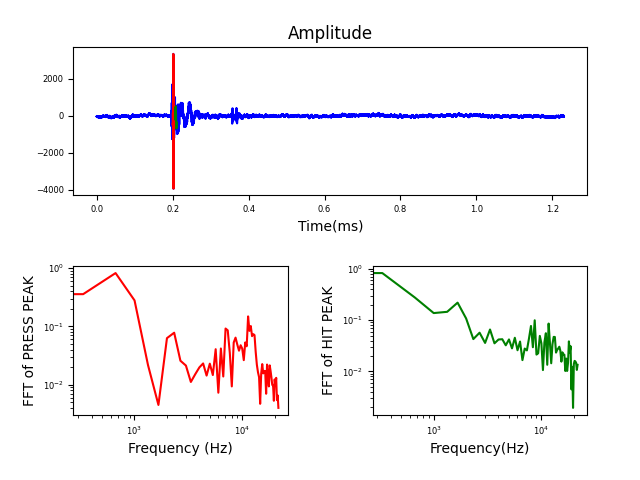 Amplitude
2000
0
−2000
−4000
0.0 0.2 0.4 0.6 0.8 1.0 1.2
Time(ms)
FFT of PRESS PEAK
10⁰
10⁻¹
10⁻²
10³ 10⁴
Frequency (Hz)
FFT of HIT PEAK
10⁰
10⁻¹
10⁻²
10³ 10⁴
Frequency(Hz)